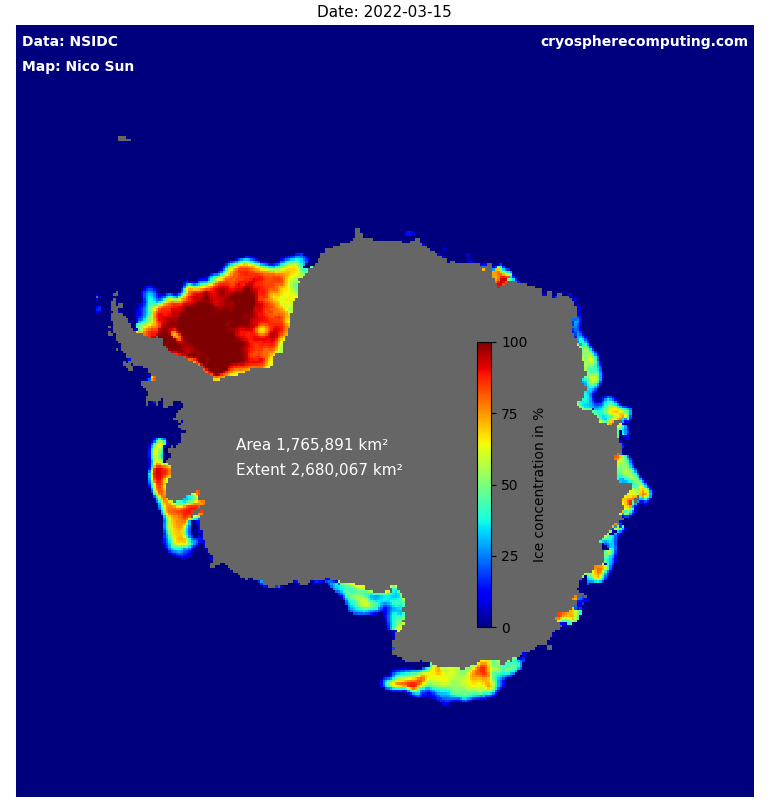 Date: 2022-03-15
Data: NSIDC
cryospherecomputing.com
Map: Nico Sun
Area 1,765,891 km²
Extent 2,680,067 km²
100
75
50
25
0
Ice concentration in %